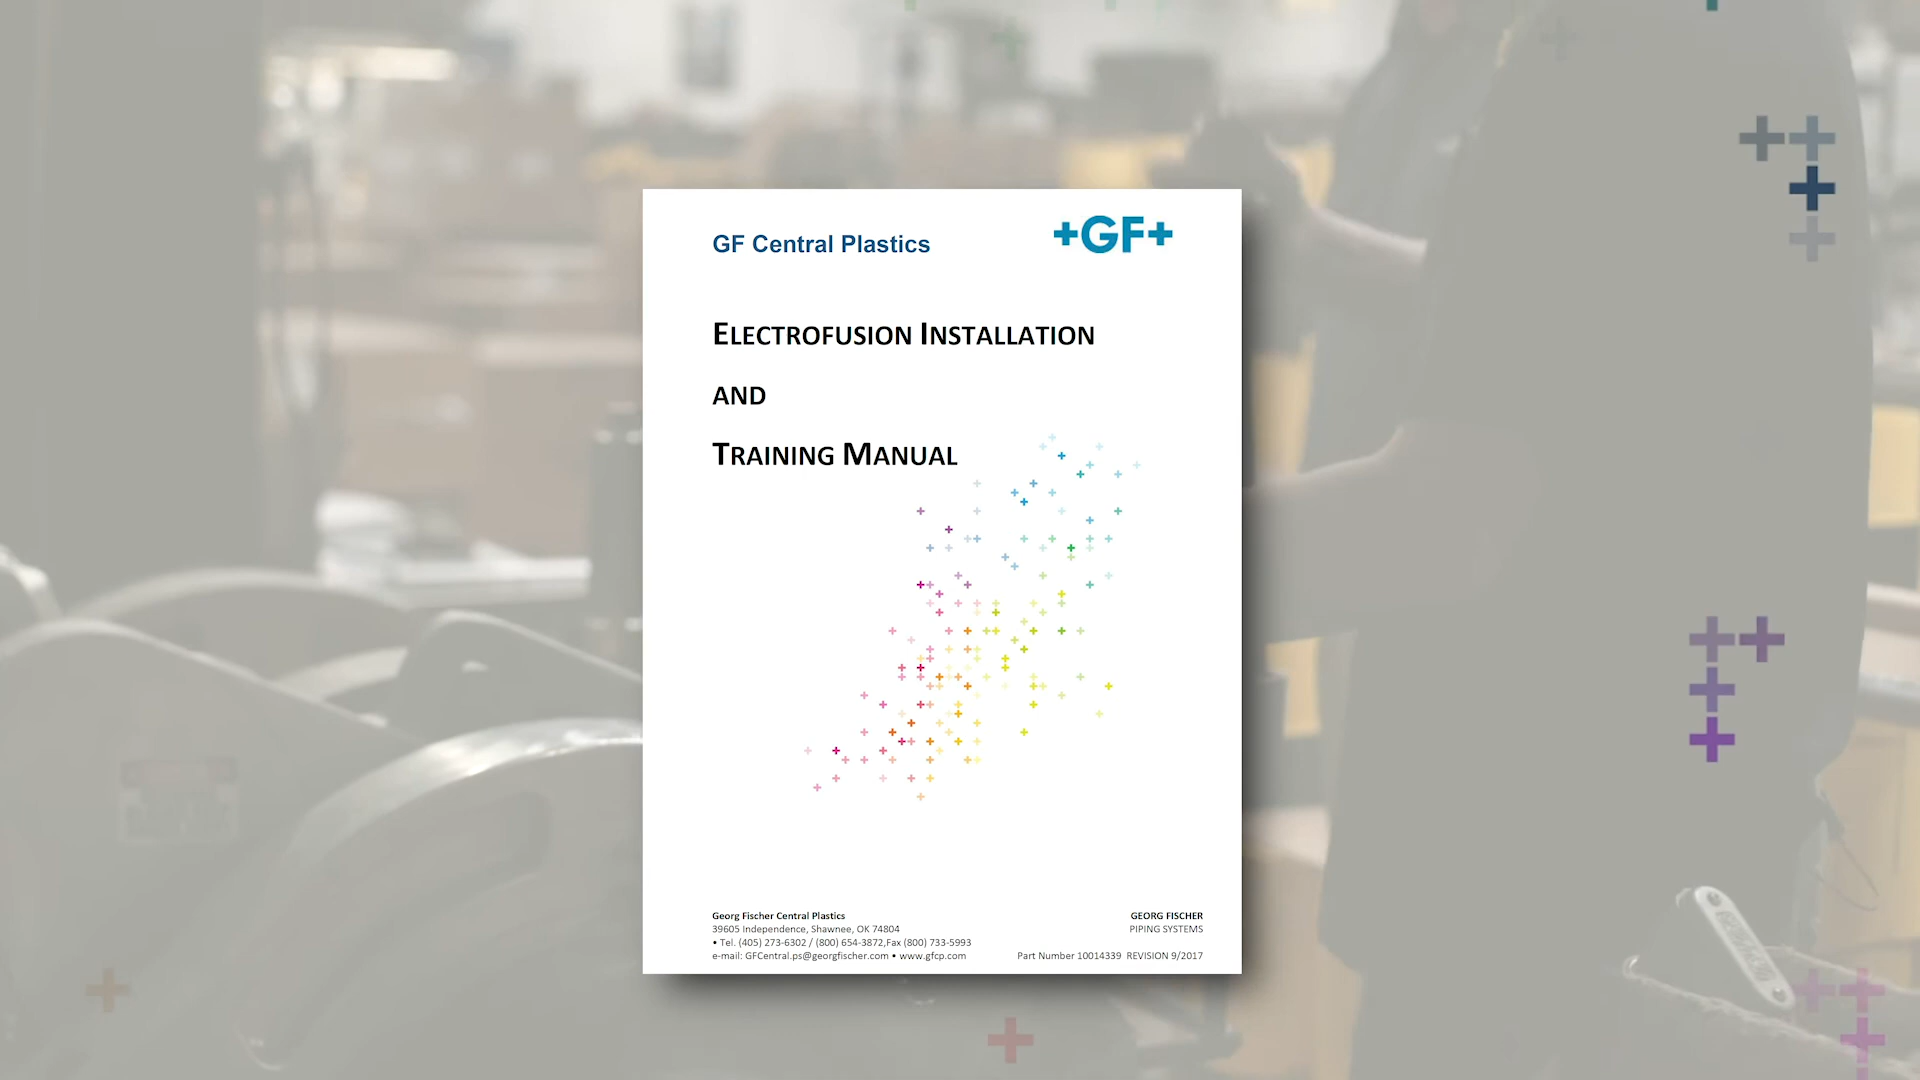 GF Central Plastics
+GF+
ELECTROFUSION INSTALLATION
AND
TRAINING MANUAL
Georg Fischer Central Plastics
39605 Independence, Shawnee, OK 74804
• Tel. (405) 273-6302 / (800) 654-3872,Fax (800) 733-5993
e-mail: GFCentral.ps@georgfischer.com • www.gfcp.com
GEORG FISCHER
PIPING SYSTEMS
Part Number 10014339 REVISION 9/2017